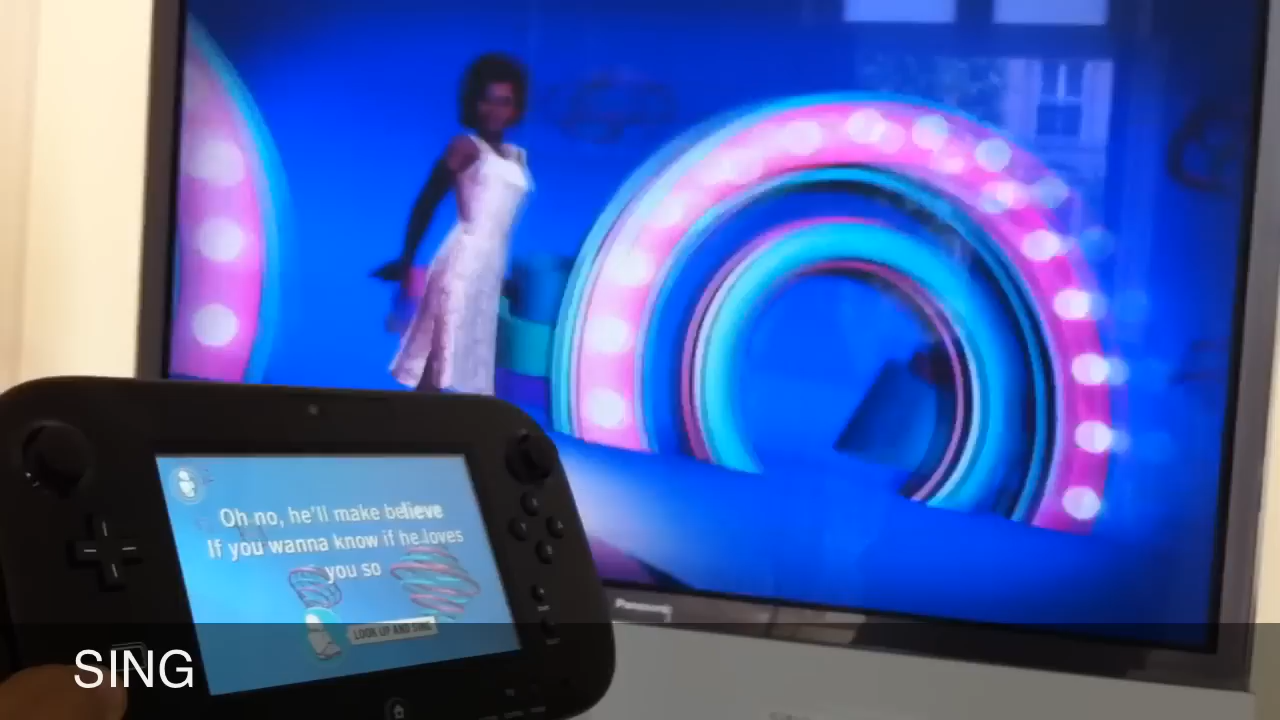 Oh no, he'll make believe
If you wanna know if he loves
you so
LOOK UP AND SING
Panasonic
SING